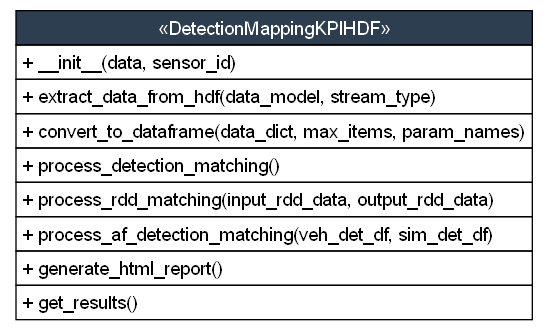 «DetectionMappingKPIHDF»
+ __init__(data, sensor_id)
+ extract_data_from_hdf(data_model, stream_type)
+ convert_to_dataframe(data_dict, max_items, param_names)
+ process_detection_matching()
+ process_rdd_matching(input_rdd_data, output_rdd_data)
+ process_af_detection_matching(veh_det_df, sim_det_df)
+ generate_html_report()
+ get_results()